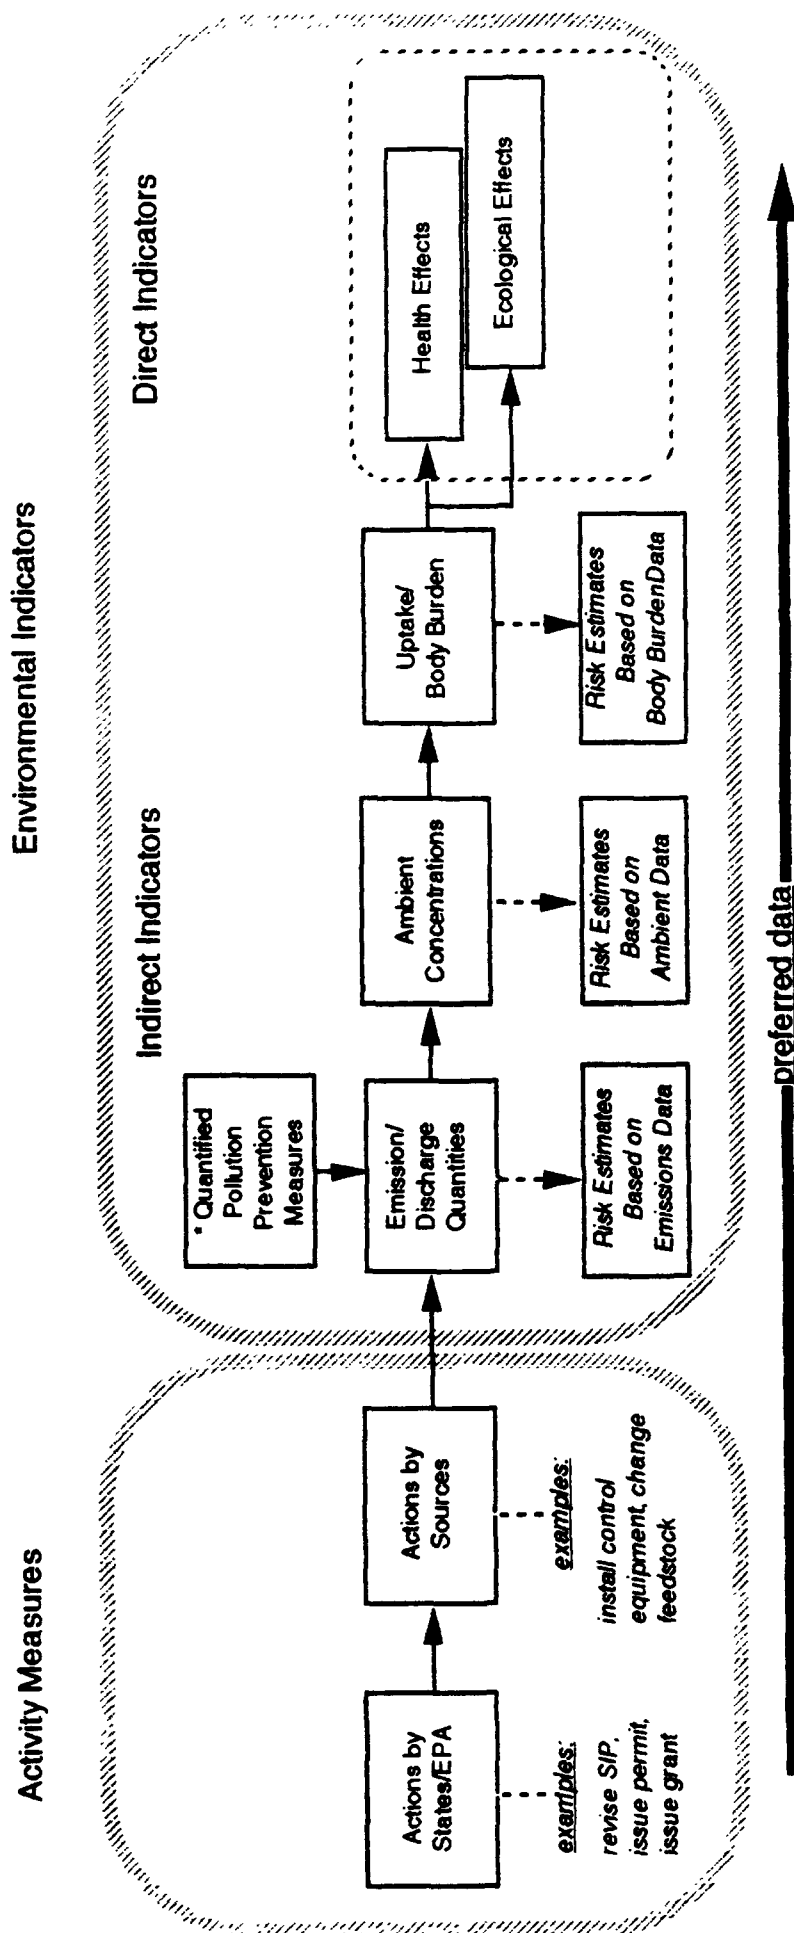 Environmental Indicators
Activity Measures
Indirect Indicators
Direct Indicators
* Quantified
Pollution
Prevention
Measures
Actions by
States/EPA
Actions by
Sources
Emission/
Discharge
Quantities
Ambient
Concentrations
Uptake/
Body Burden
Health Effects
Ecological Effects
examples:
revise SIP,
issue permit,
issue grant
examples:
install control
equipment, change
feedstock
Risk Estimates
Based on
Emissions Data
Risk Estimates
Based on
Ambient Data
Risk Estimates
Based on
Body BurdenData
preferred data